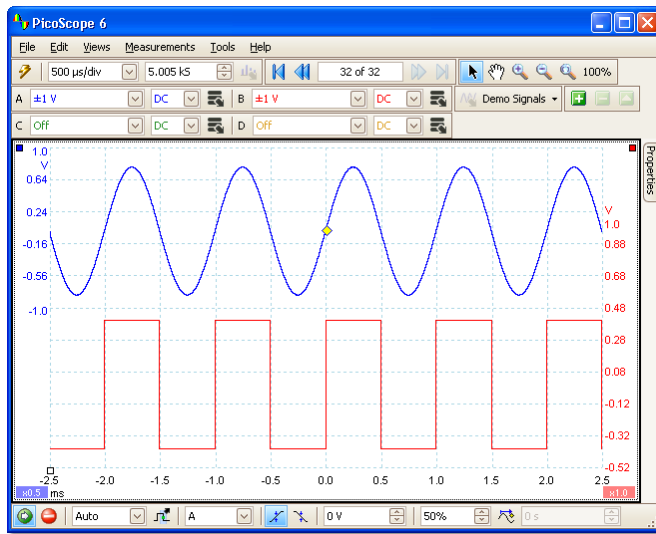 PicoScope 6
File Edit Views Measurements Tools Help
500 µs/div 5.005 kS 32 of 32 100%
A ±1 V DC B ±1 V DC Demo Signals
C Off DC D Off DC
Properties
1.0
V
0.64
0.24
-0.16
-0.56
-1.0
V
1.0
0.88
0.68
0.48
0.28
0.08
-0.12
-0.32
-0.52
-2.5 -2.0 -1.5 -1.0 -0.5 0.0 0.5 1.0 1.5 2.0 2.5
x0.5 ms x1.0
Auto A 0 V 50% 0 s